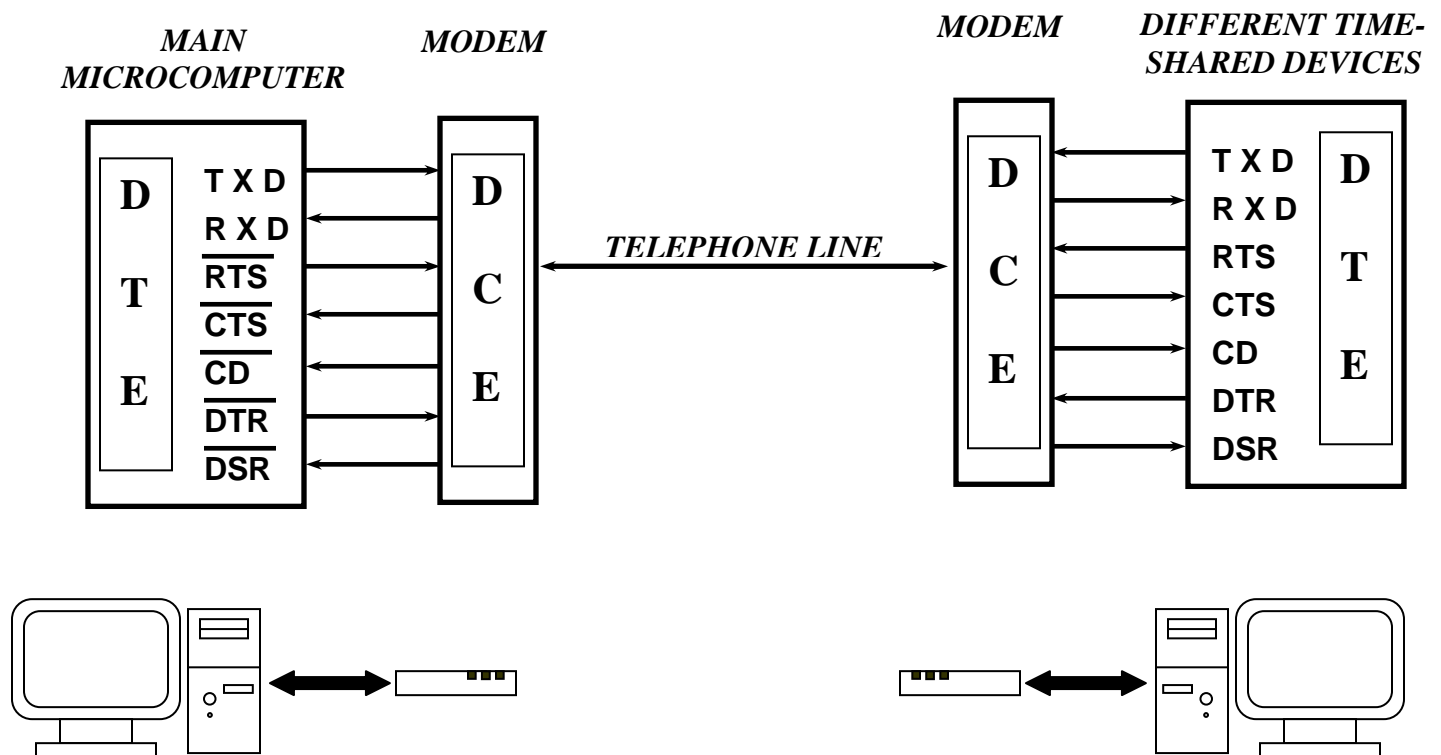 MAIN
MICROCOMPUTER
MODEM
MODEM
DIFFERENT TIME-
SHARED DEVICES
D
T
E
T X D
R X D
RTS
CTS
CD
DTR
DSR
D
C
E
TELEPHONE LINE
D
C
E
T X D
R X D
RTS
CTS
CD
DTR
DSR
D
T
E